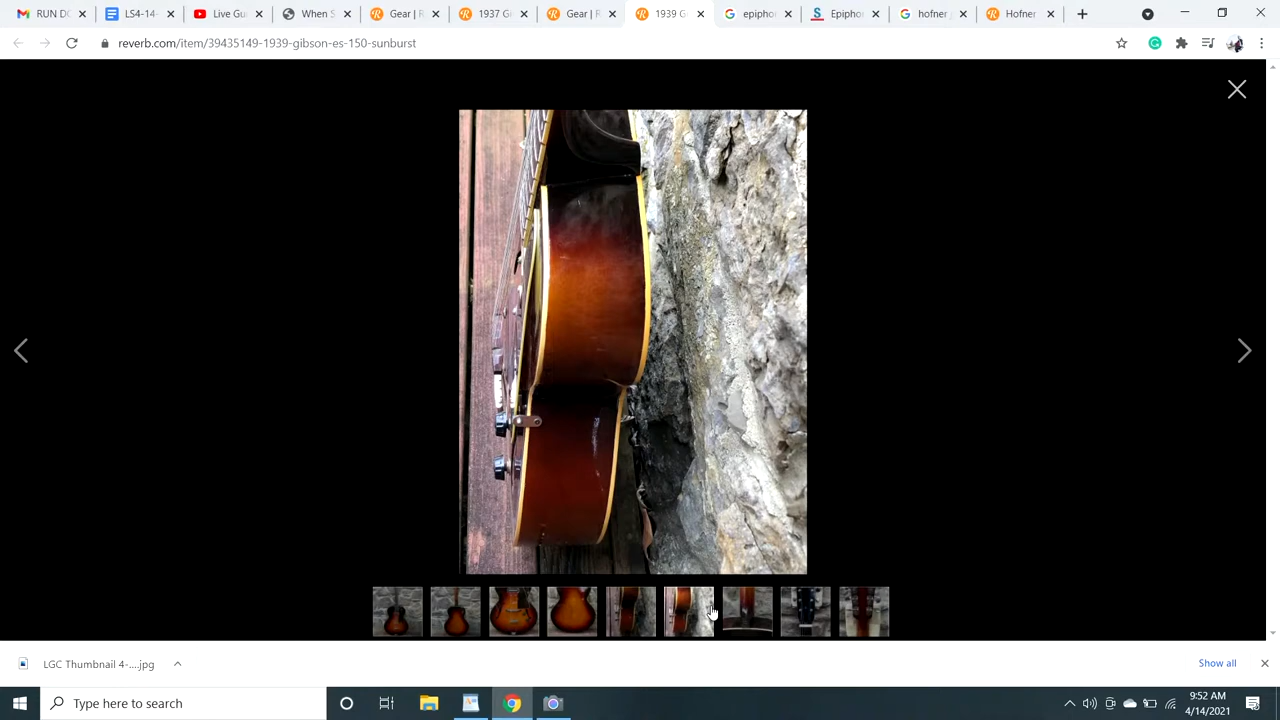 RUN DC
LS4-14-
Live Gu
When S
Gear | R
1937 G
Gear | R
1939 G
epiphon
Epiphor
hofner j
Hofner
reverb.com/item/39435149-1939-gibson-es-150-sunburst
LGC Thumbnail 4-....jpg
Show all
Type here to search
9:52 AM
4/14/2021